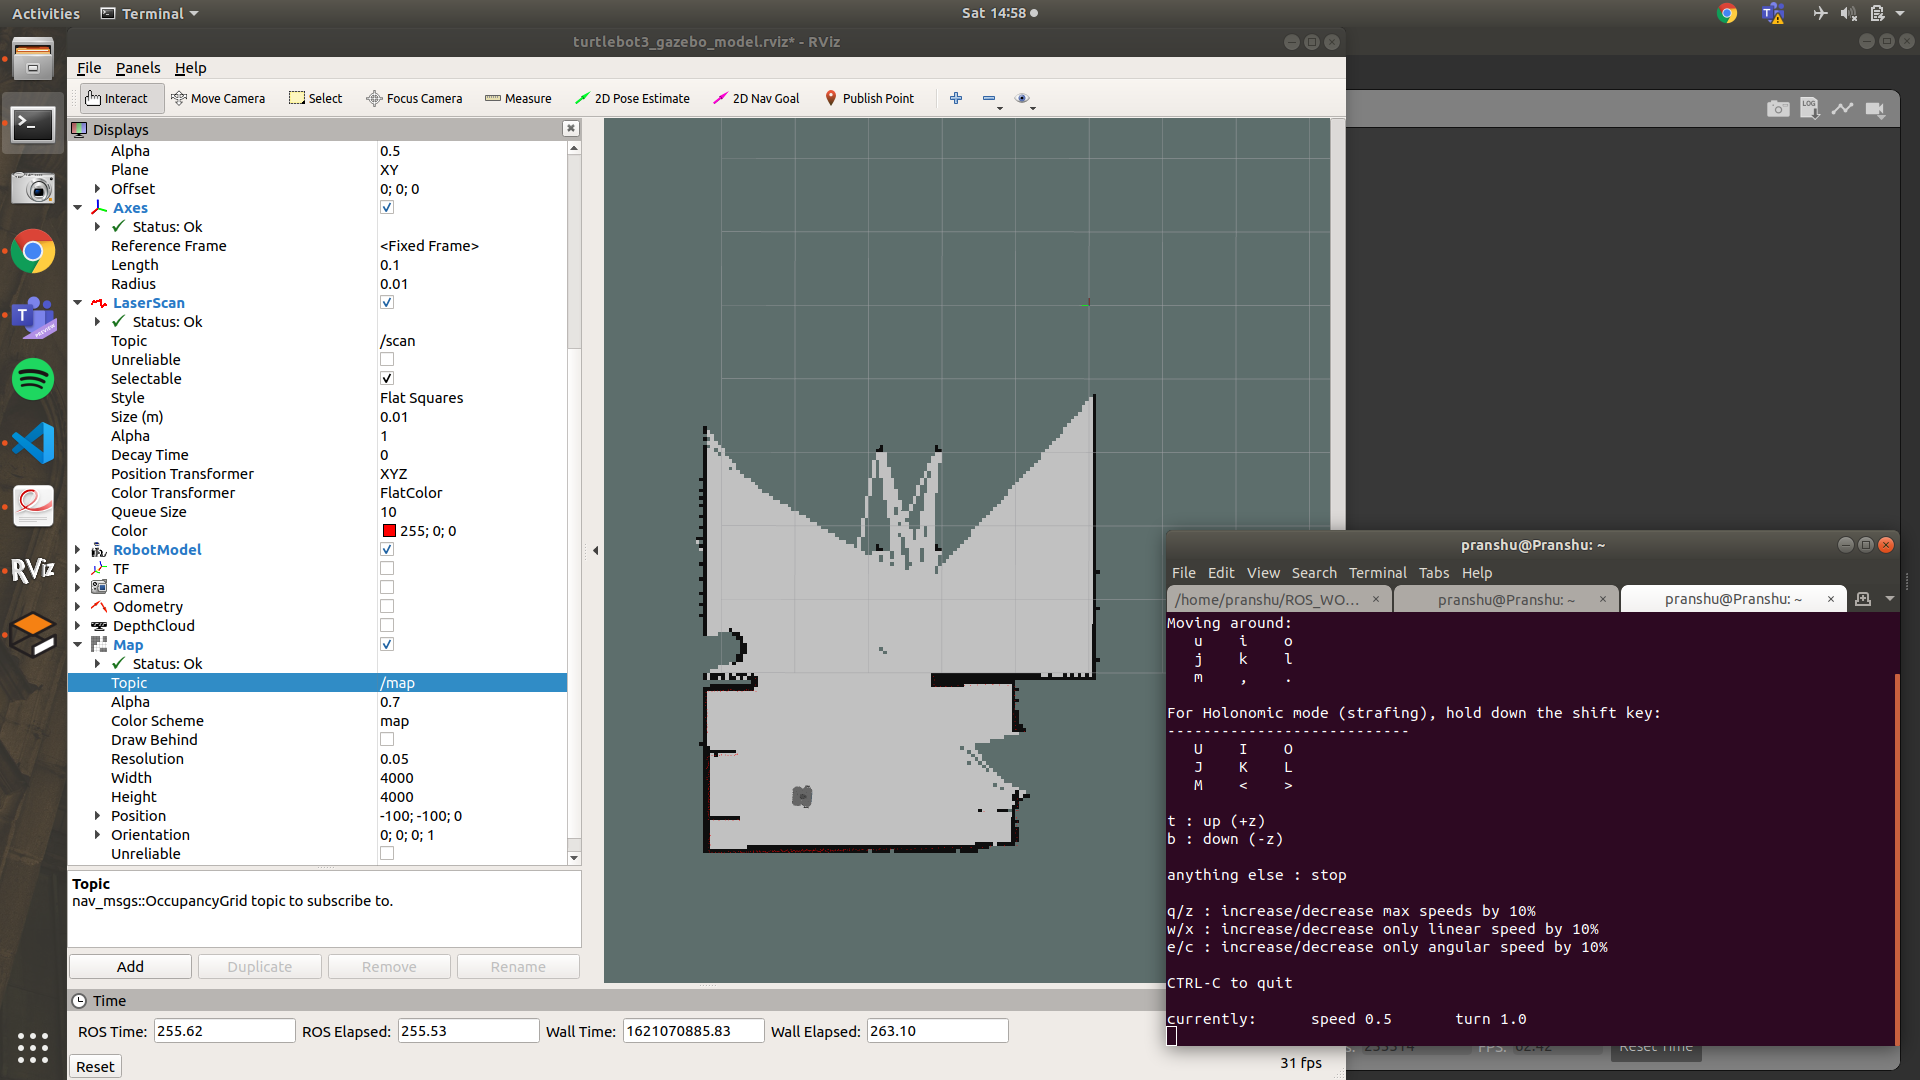 Activities
Terminal
Sat 14:58
turtlebot3_gazebo_model.rviz* - RViz
File Panels Help
Interact
Move Camera
Select
Focus Camera
Measure
2D Pose Estimate
2D Nav Goal
Publish Point
LOG
Displays
Alpha 0.5
Plane XY
Offset 0; 0; 0
Axes
Status: Ok
Reference Frame <Fixed Frame>
Length 0.1
Radius 0.01
LaserScan
Status: Ok
Topic /scan
Unreliable
Selectable
Style Flat Squares
Size (m) 0.01
Alpha 1
Decay Time 0
Position Transformer XYZ
Color Transformer FlatColor
Queue Size 10
Color 255; 0; 0
RobotModel
TF
Camera
Odometry
DepthCloud
Map
Status: Ok
Topic /map
Alpha 0.7
Color Scheme map
Draw Behind
Resolution 0.05
Width 4000
Height 4000
Position -100; -100; 0
Orientation 0; 0; 0; 1
Unreliable
Topic
nav_msgs::OccupancyGrid topic to subscribe to.
Add Duplicate Remove Rename
Time
ROS Time: 255.62 ROS Elapsed: 255.53 Wall Time: 1621070885.83 Wall Elapsed: 263.10
Reset
31 fps
RViz
PREVIEW
pranshu@Pranshu: ~
File Edit View Search Terminal Tabs Help
/home/pranshu/ROS_WO...
pranshu@Pranshu: ~
pranshu@Pranshu: ~
Moving around:
u i o
j k l
m , .
For Holonomic mode (strafing), hold down the shift key:
---------------------------
U I O
J K L
M < >
t : up (+z)
b : down (-z)
anything else : stop
q/z : increase/decrease max speeds by 10%
w/x : increase/decrease only linear speed by 10%
e/c : increase/decrease only angular speed by 10%
CTRL-C to quit
currently: speed 0.5 turn 1.0
FPS:
Reset Time